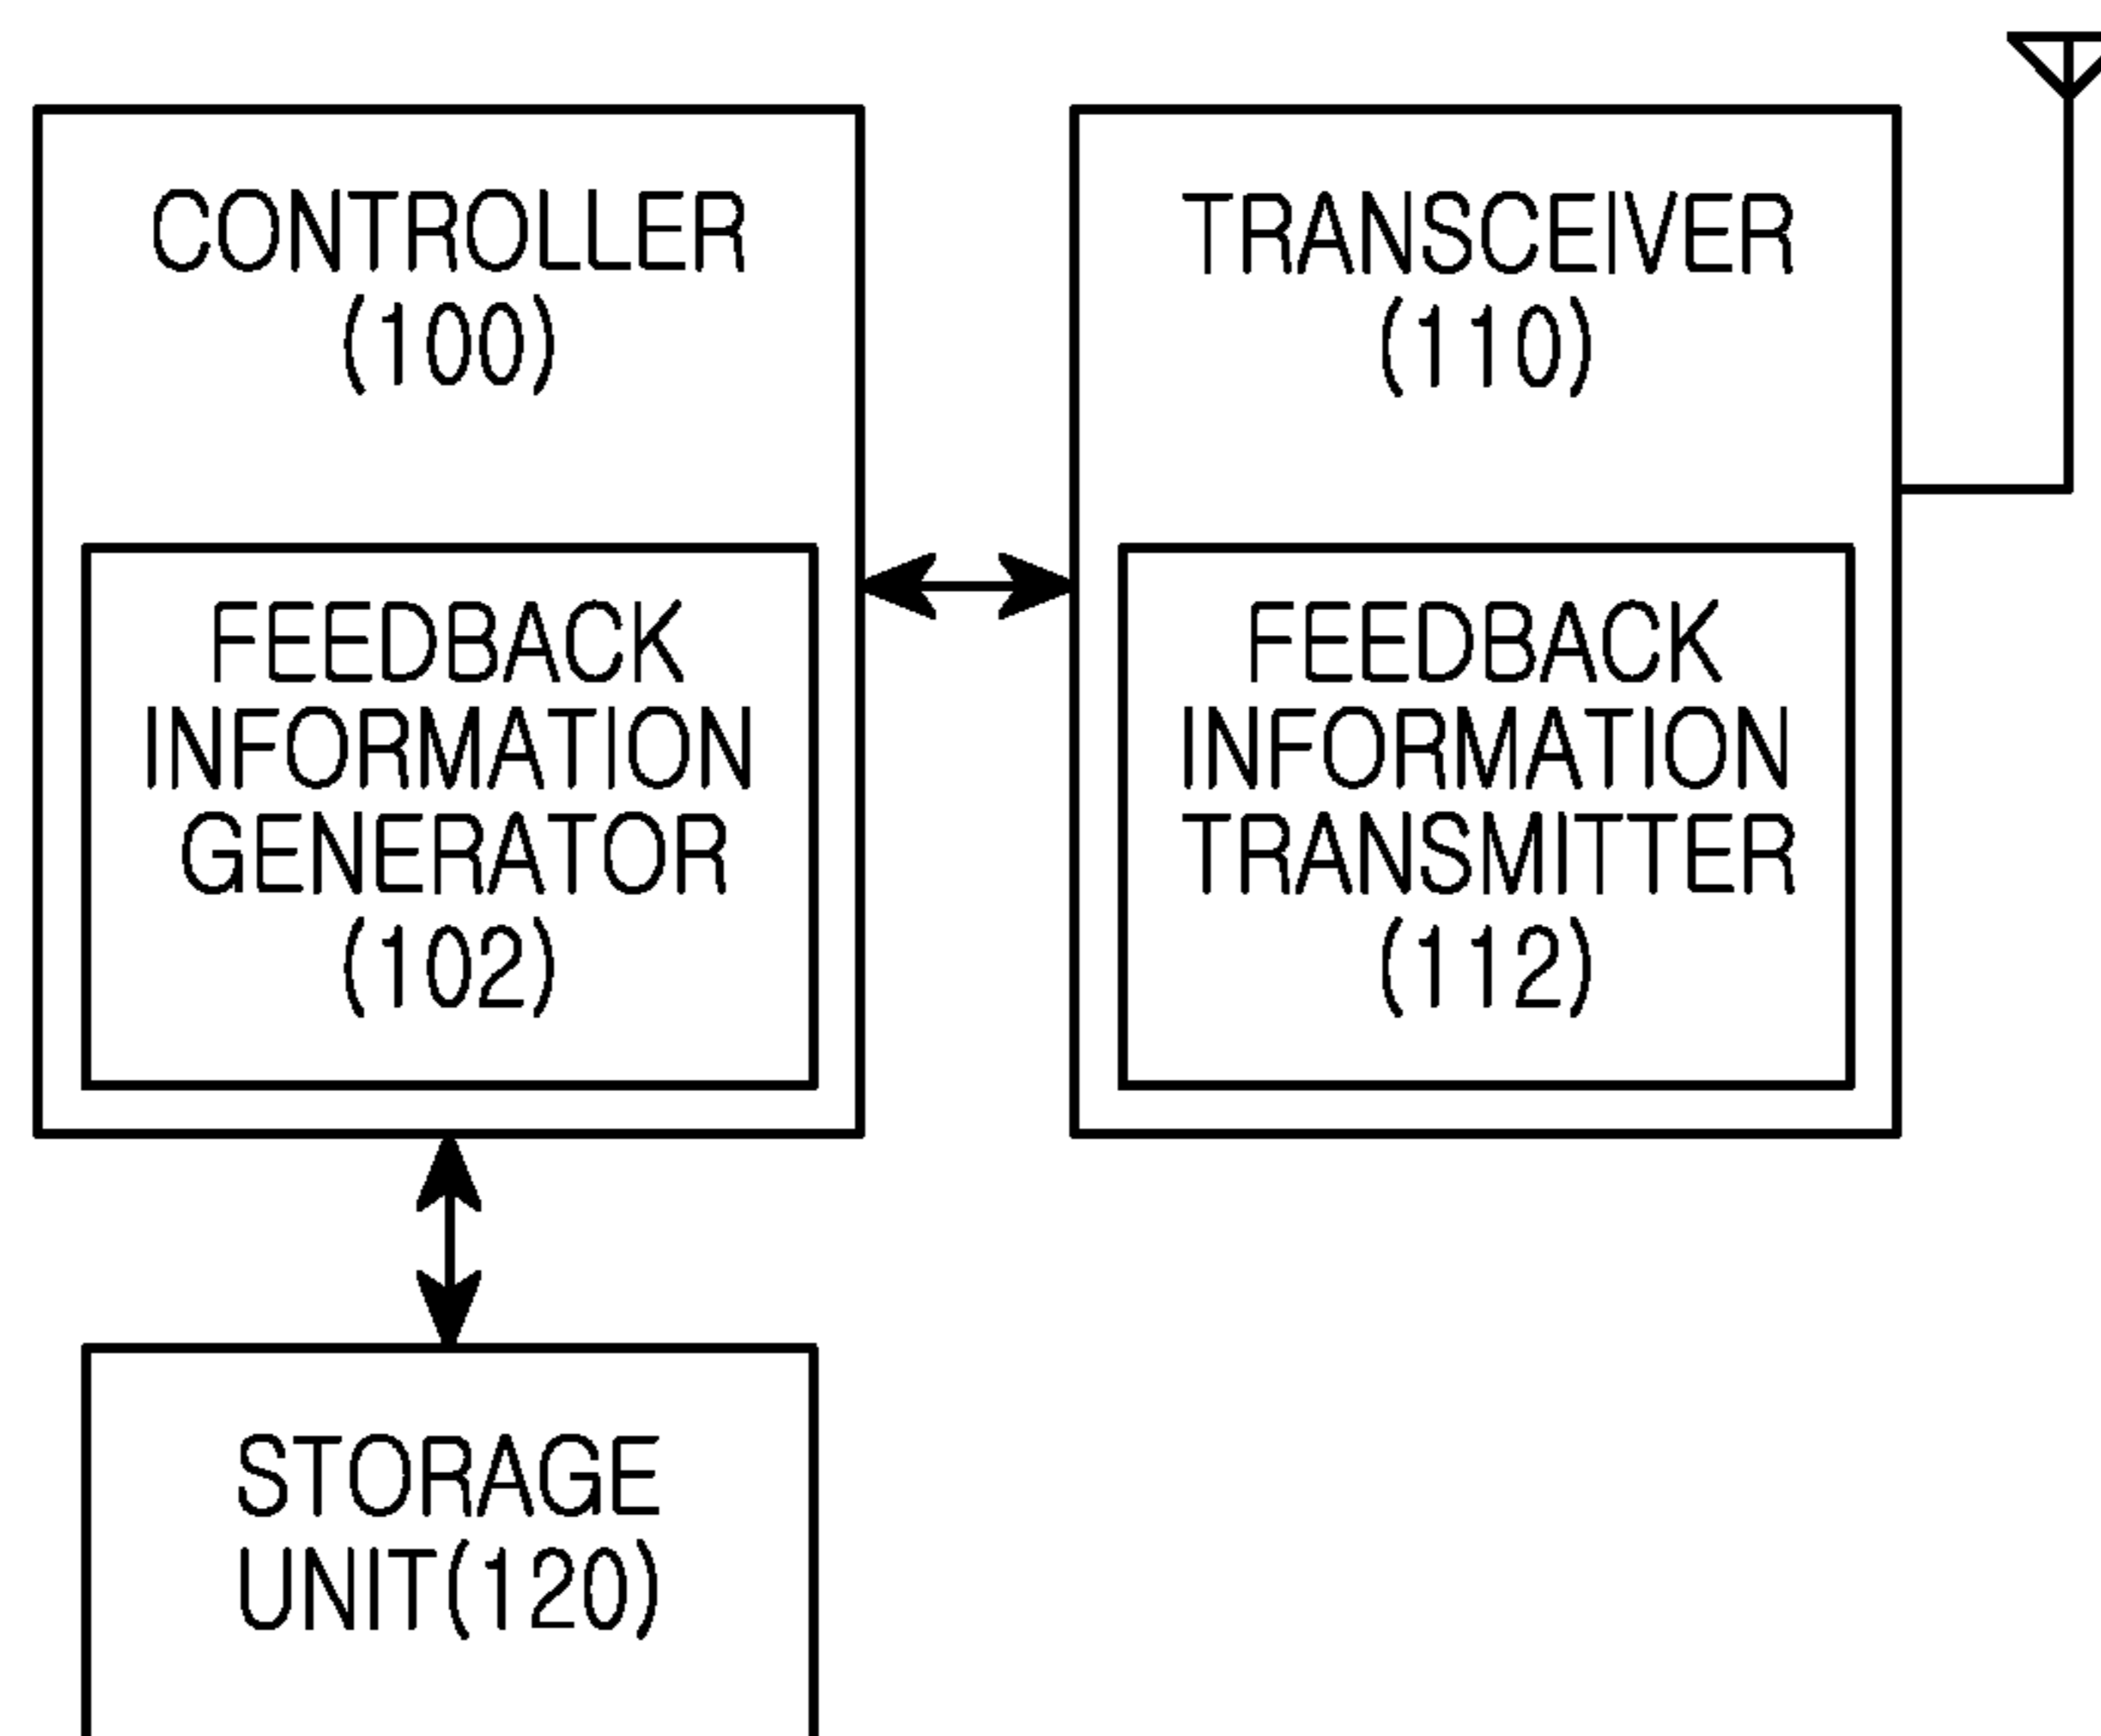 CONTROLLER
(100)
FEEDBACK
INFORMATION
GENERATOR
(102)
TRANSCEIVER
(110)
FEEDBACK
INFORMATION
TRANSMITTER
(112)
STORAGE
UNIT(120)